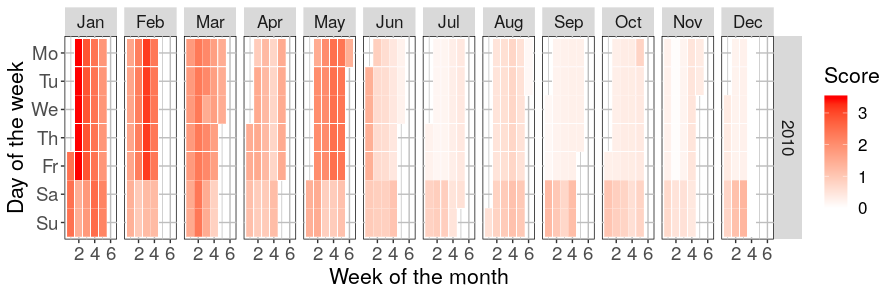 Jan Feb Mar Apr May Jun Jul Aug Sep Oct Nov Dec
Day of the week
Mo
Tu
We
Th
Fr
Sa
Su
2010
2 4 6 2 4 6 2 4 6 2 4 6 2 4 6 2 4 6 2 4 6 2 4 6 2 4 6 2 4 6 2 4 6 2 4 6
Week of the month
Score
3
2
1
0